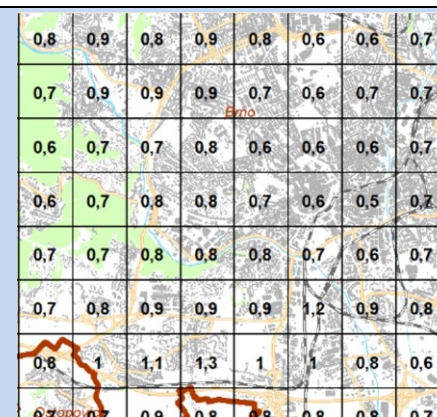 0,8 0,9 0,8 0,9 0,8 0,6 0,6 0,7
0,7 0,9 0,9 0,9 0,7 0,6 0,7 0,7
Brno
0,6 0,7 0,7 0,8 0,6 0,6 0,6 0,7
0,6 0,7 0,8 0,8 0,7 0,6 0,5 0,7
0,7 0,7 0,8 0,8 0,8 0,7 0,6 0,7
0,7 0,8 0,9 0,9 0,9 1,2 0,9 0,8
0,8 1 1,1 1,3 1 1 0,8 0,6
0,7 0,9 0,8 0,8 0,8